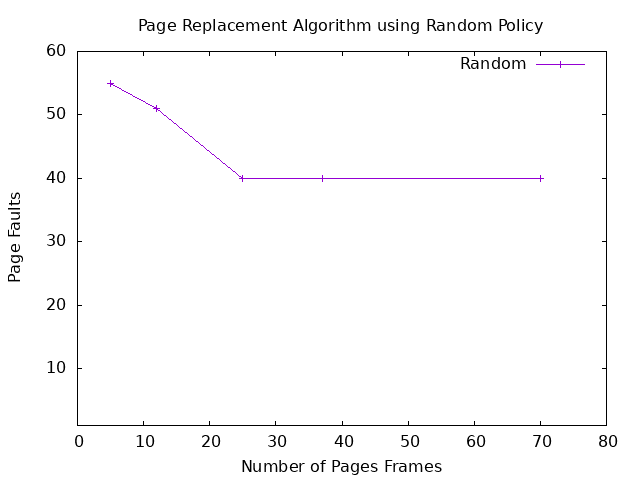 Page Replacement Algorithm using Random Policy
Random
60
50
40
30
20
10
Page Faults
0 10 20 30 40 50 60 70 80
Number of Pages Frames